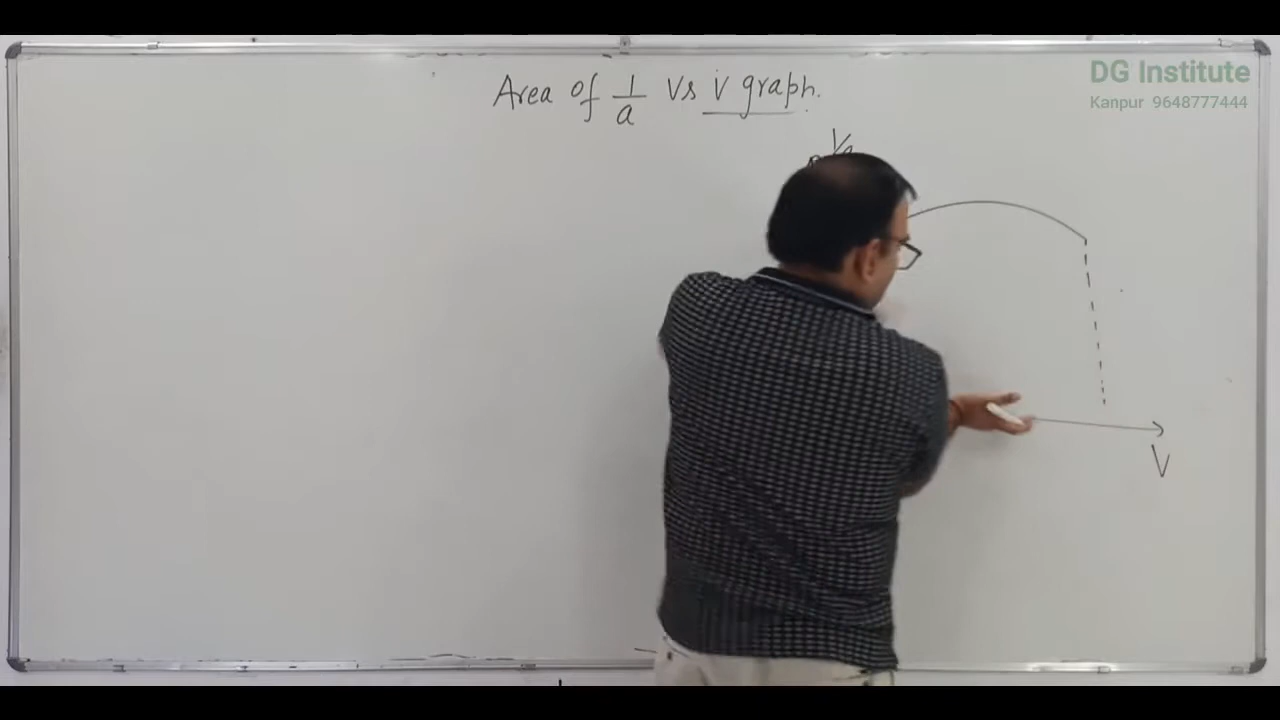 DG Institute
Kanpur 9648777444
Area of 1/a vs v graph.
V